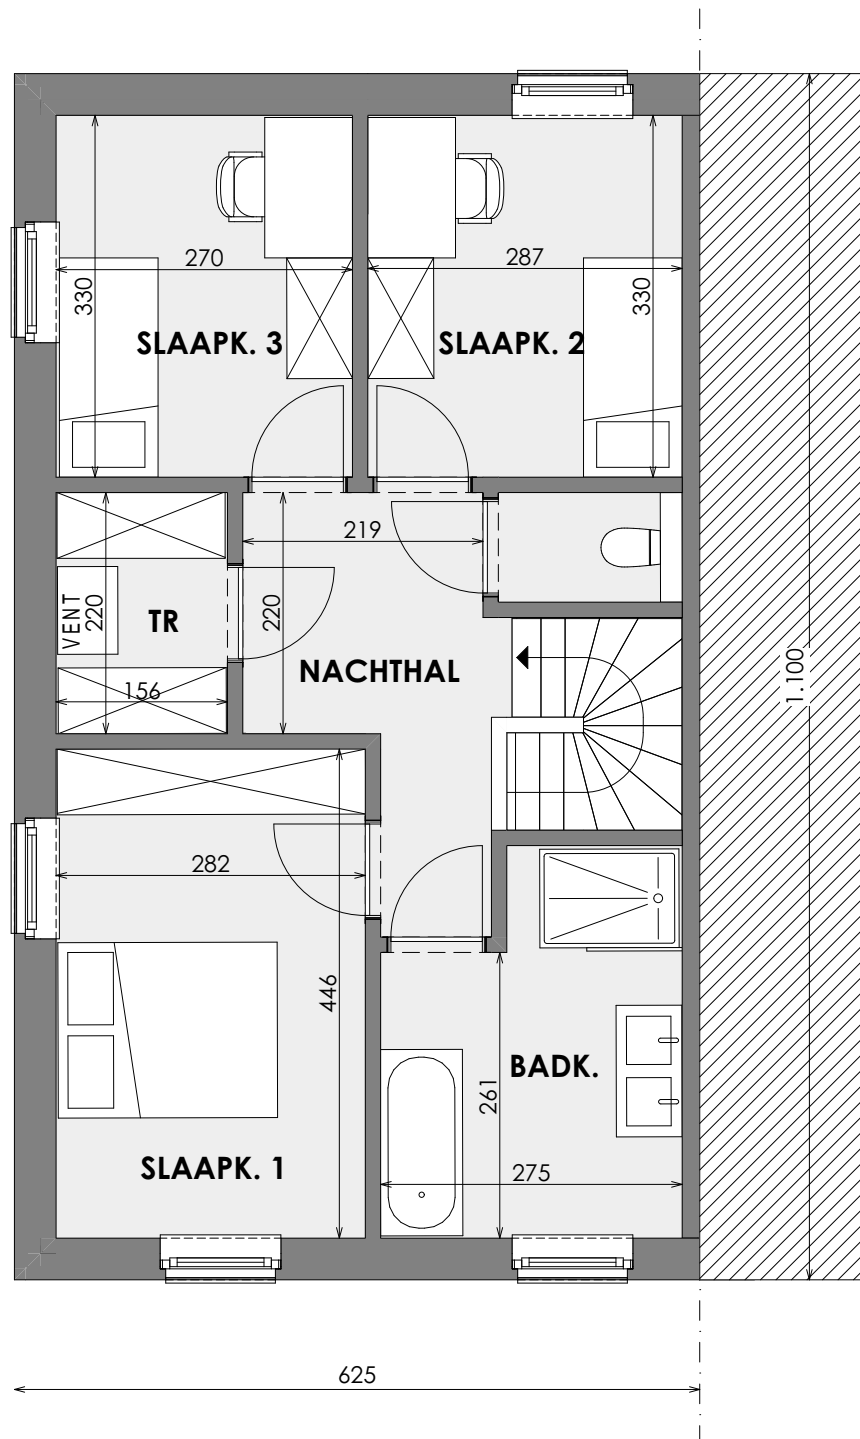 270
287
330
330
SLAAPK. 3
SLAAPK. 2
219
VENT
220
TR
220
NACHTHAL
156
1.100
282
446
BADK.
261
SLAAPK. 1
275
625